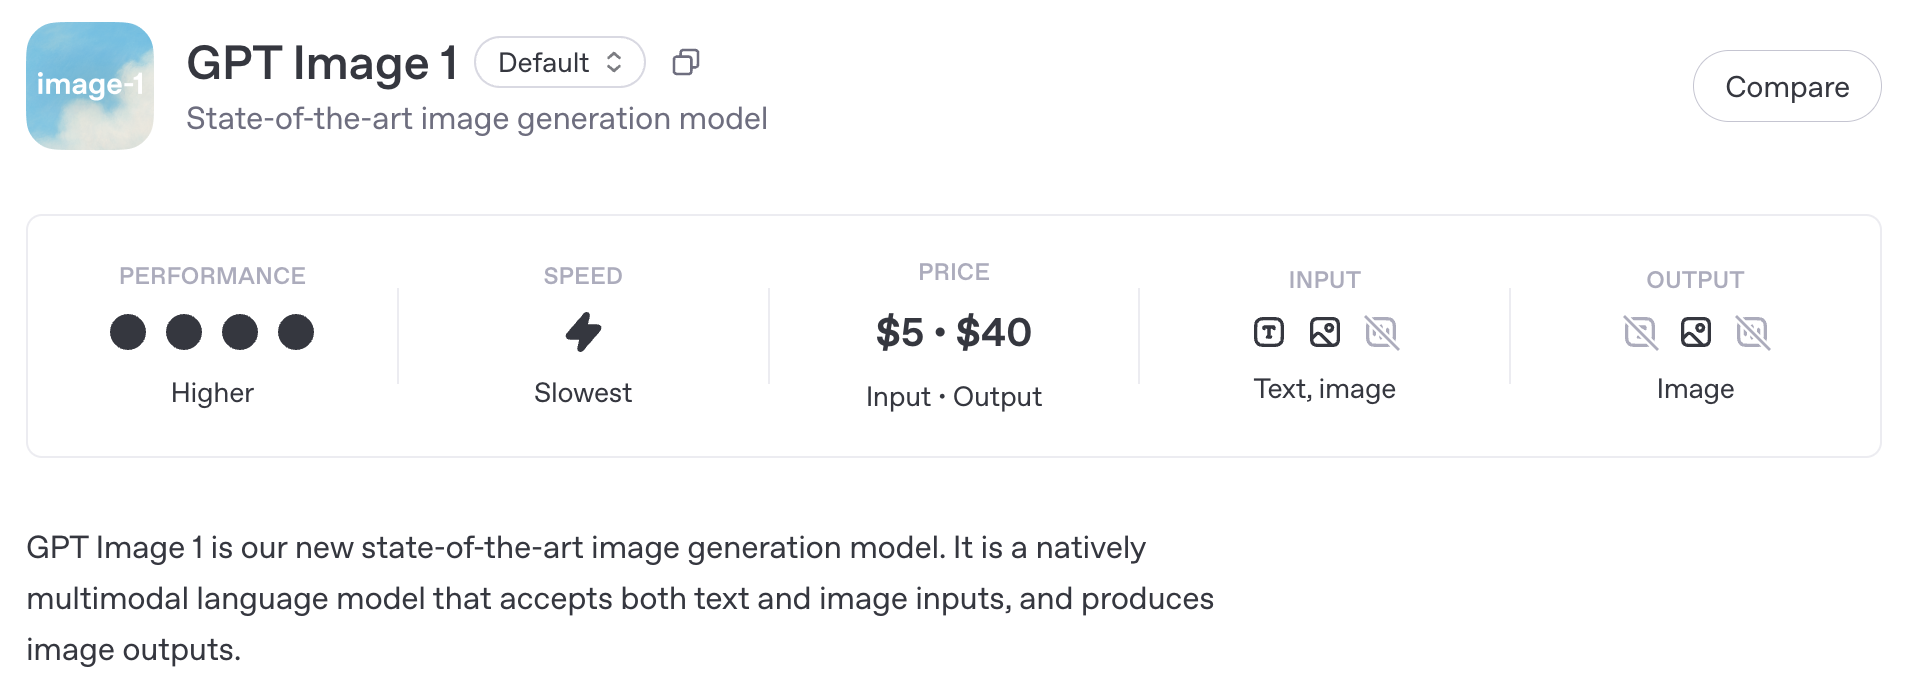 image-1
GPT Image 1
Default
State-of-the-art image generation model
Compare
PERFORMANCE
Higher
SPEED
Slowest
PRICE
$5 • $40
Input • Output
INPUT
Text, image
OUTPUT
Image
GPT Image 1 is our new state-of-the-art image generation model. It is a natively
multimodal language model that accepts both text and image inputs, and produces
image outputs.